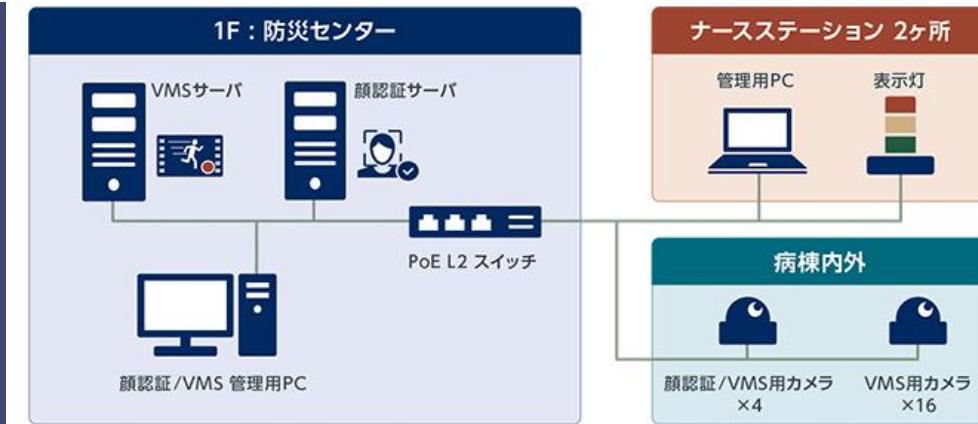 1F：防災センター
VMSサーバ
顔認証サーバ
PoE L2 スイッチ
顔認証/VMS 管理用PC
ナースステーション 2ヶ所
管理用PC
表示灯
病棟内外
顔認証/VMS用カメラ
×4
VMS用カメラ
×16